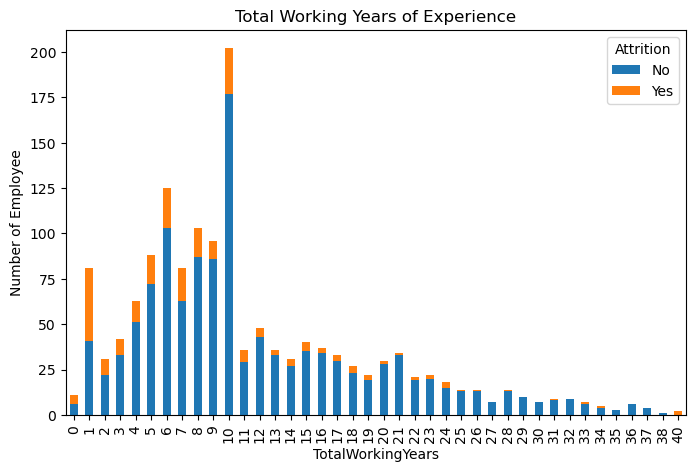 Total Working Years of Experience
Number of Employee
200
175
150
125
100
75
50
25
0
Attrition
No
Yes
0 1 2 3 4 5 6 7 8 9 10 11 12 13 14 15 16 17 18 19 20 21 22 23 24 25 26 27 28 29 30 31 32 33 34 35 36 37 38 40
TotalWorkingYears